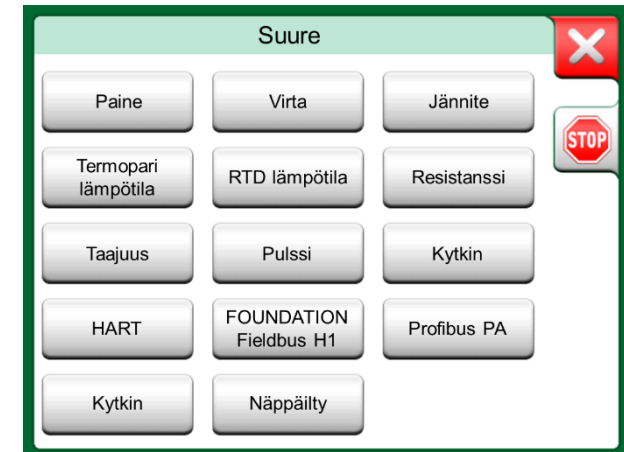 Suure
Paine
Virta
Jännite
STOP
Termopari
lämpötila
RTD lämpötila
Resistanssi
Taajuus
Pulssi
Kytkin
HART
FOUNDATION
Fieldbus H1
Profibus PA
Kytkin
Näppäilty